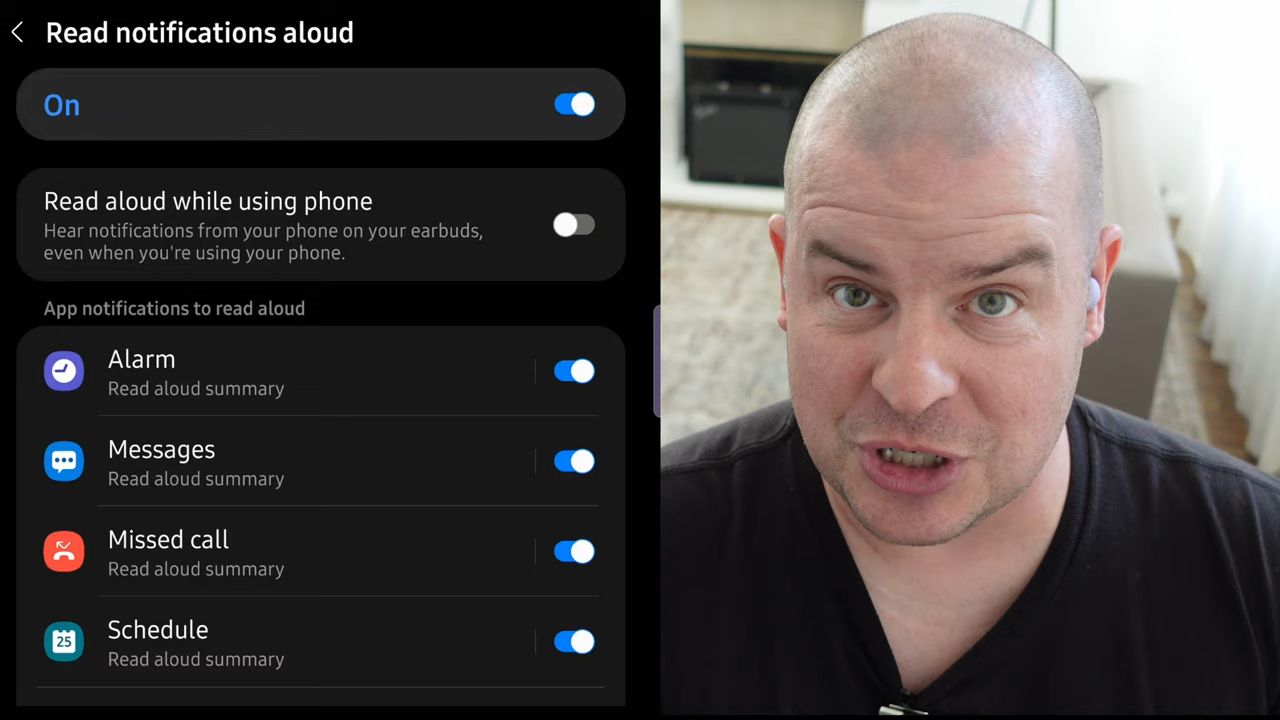 Read notifications aloud
On
Read aloud while using phone
Hear notifications from your phone on your earbuds,
even when you're using your phone.
App notifications to read aloud
Alarm
Read aloud summary
Messages
Read aloud summary
Missed call
Read aloud summary
25
Schedule
Read aloud summary